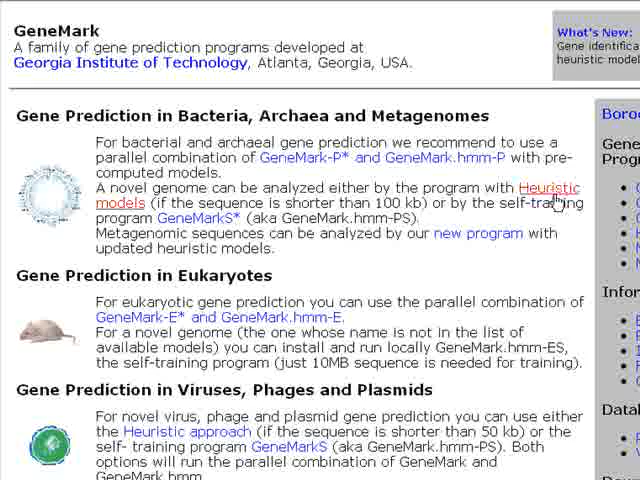 GeneMark
A family of gene prediction programs developed at
Georgia Institute of Technology, Atlanta, Georgia, USA.
What's New:
Gene identifica
heuristic model
Gene Prediction in Bacteria, Archaea and Metagenomes
For bacterial and archaeal gene prediction we recommend to use a
parallel combination of GeneMark-P* and GeneMark.hmm-P with pre-
computed models.
A novel genome can be analyzed either by the program with Heuristic
models (if the sequence is shorter than 100 kb) or by the self-training
program GeneMarkS* (aka GeneMark.hmm-PS).
Metagenomic sequences can be analyzed by our new program with
updated heuristic models.
Gene Prediction in Eukaryotes
For eukaryotic gene prediction you can use the parallel combination of
GeneMark-E* and GeneMark.hmm-E.
For a novel genome (the one whose name is not in the list of
available models) you can install and run locally GeneMark.hmm-ES,
the self-training program (just 10MB sequence is needed for training).
Gene Prediction in Viruses, Phages and Plasmids
For novel virus, phage and plasmid gene prediction you can use either
the Heuristic approach (if the sequence is shorter than 50 kb) or the
self- training program GeneMarkS (aka GeneMark.hmm-PS). Both
options will run the parallel combination of GeneMark and
GeneMark.hmm
Boro
Gene
Progr
Infor
Datal